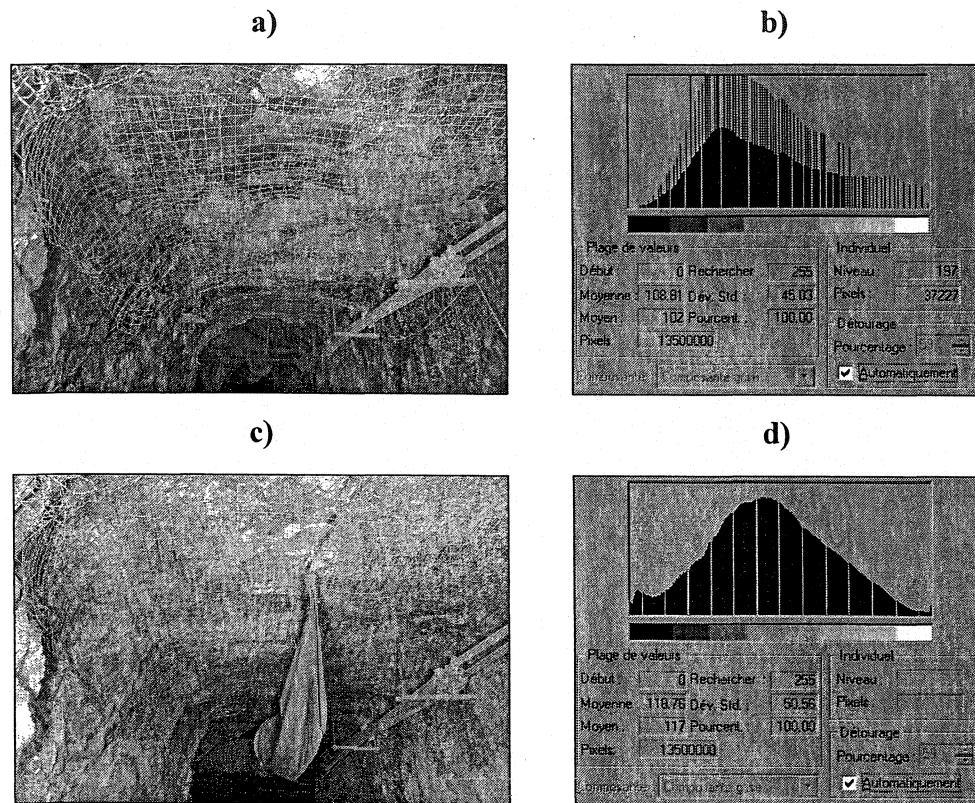 a)
b)
Plage de valeurs
Individuel
Début : 0 Rechercher : 255
Niveau : 197
Moyenne : 108.81 Dév. Std. : 45.03
Pixels : 37227
Moyen : 102 Pourcent. : 100.00
Détourage
Pixels : 13500000
Pourcentage :
Automatiquement
c)
d)
Plage de valeurs
Individuel
Début : 0 Rechercher : 255
Niveau :
Moyenne : 118.76 Dév. Std. : 50.56
Pixels :
Moyen : 117 Pourcent. : 100.00
Détourage
Pixels : 13500000
Pourcentage :
Automatiquement